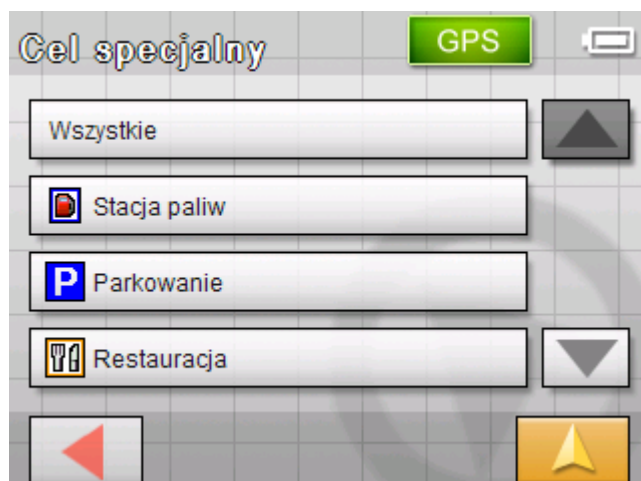 Cel specjalny
GPS
Wszystkie
Stacja paliw
P Parkowanie
Restauracja